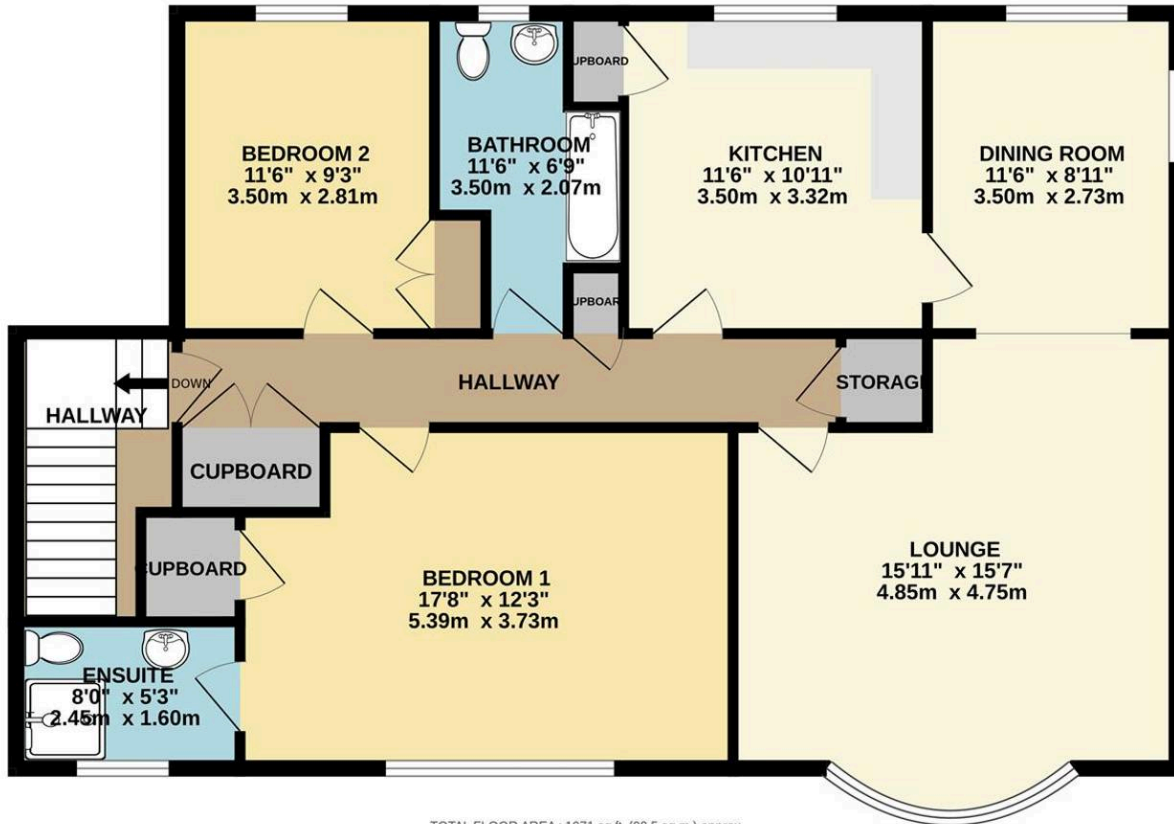 BEDROOM 2
11'6" x 9'3"
3.50m x 2.81m
BATHROOM
11'6" x 6'9"
3.50m x 2.07m
UPBOARD
KITCHEN
11'6" x 10'11"
3.50m x 3.32m
DINING ROOM
11'6" x 8'11"
3.50m x 2.73m
UPBOAR
DOWN
HALLWAY
HALLWAY
STORAGE
CUPBOARD
CUPBOARD
BEDROOM 1
17'8" x 12'3"
5.39m x 3.73m
LOUNGE
15'11" x 15'7"
4.85m x 4.75m
ENSUITE
8'0" x 5'3"
2.45m x 1.60m